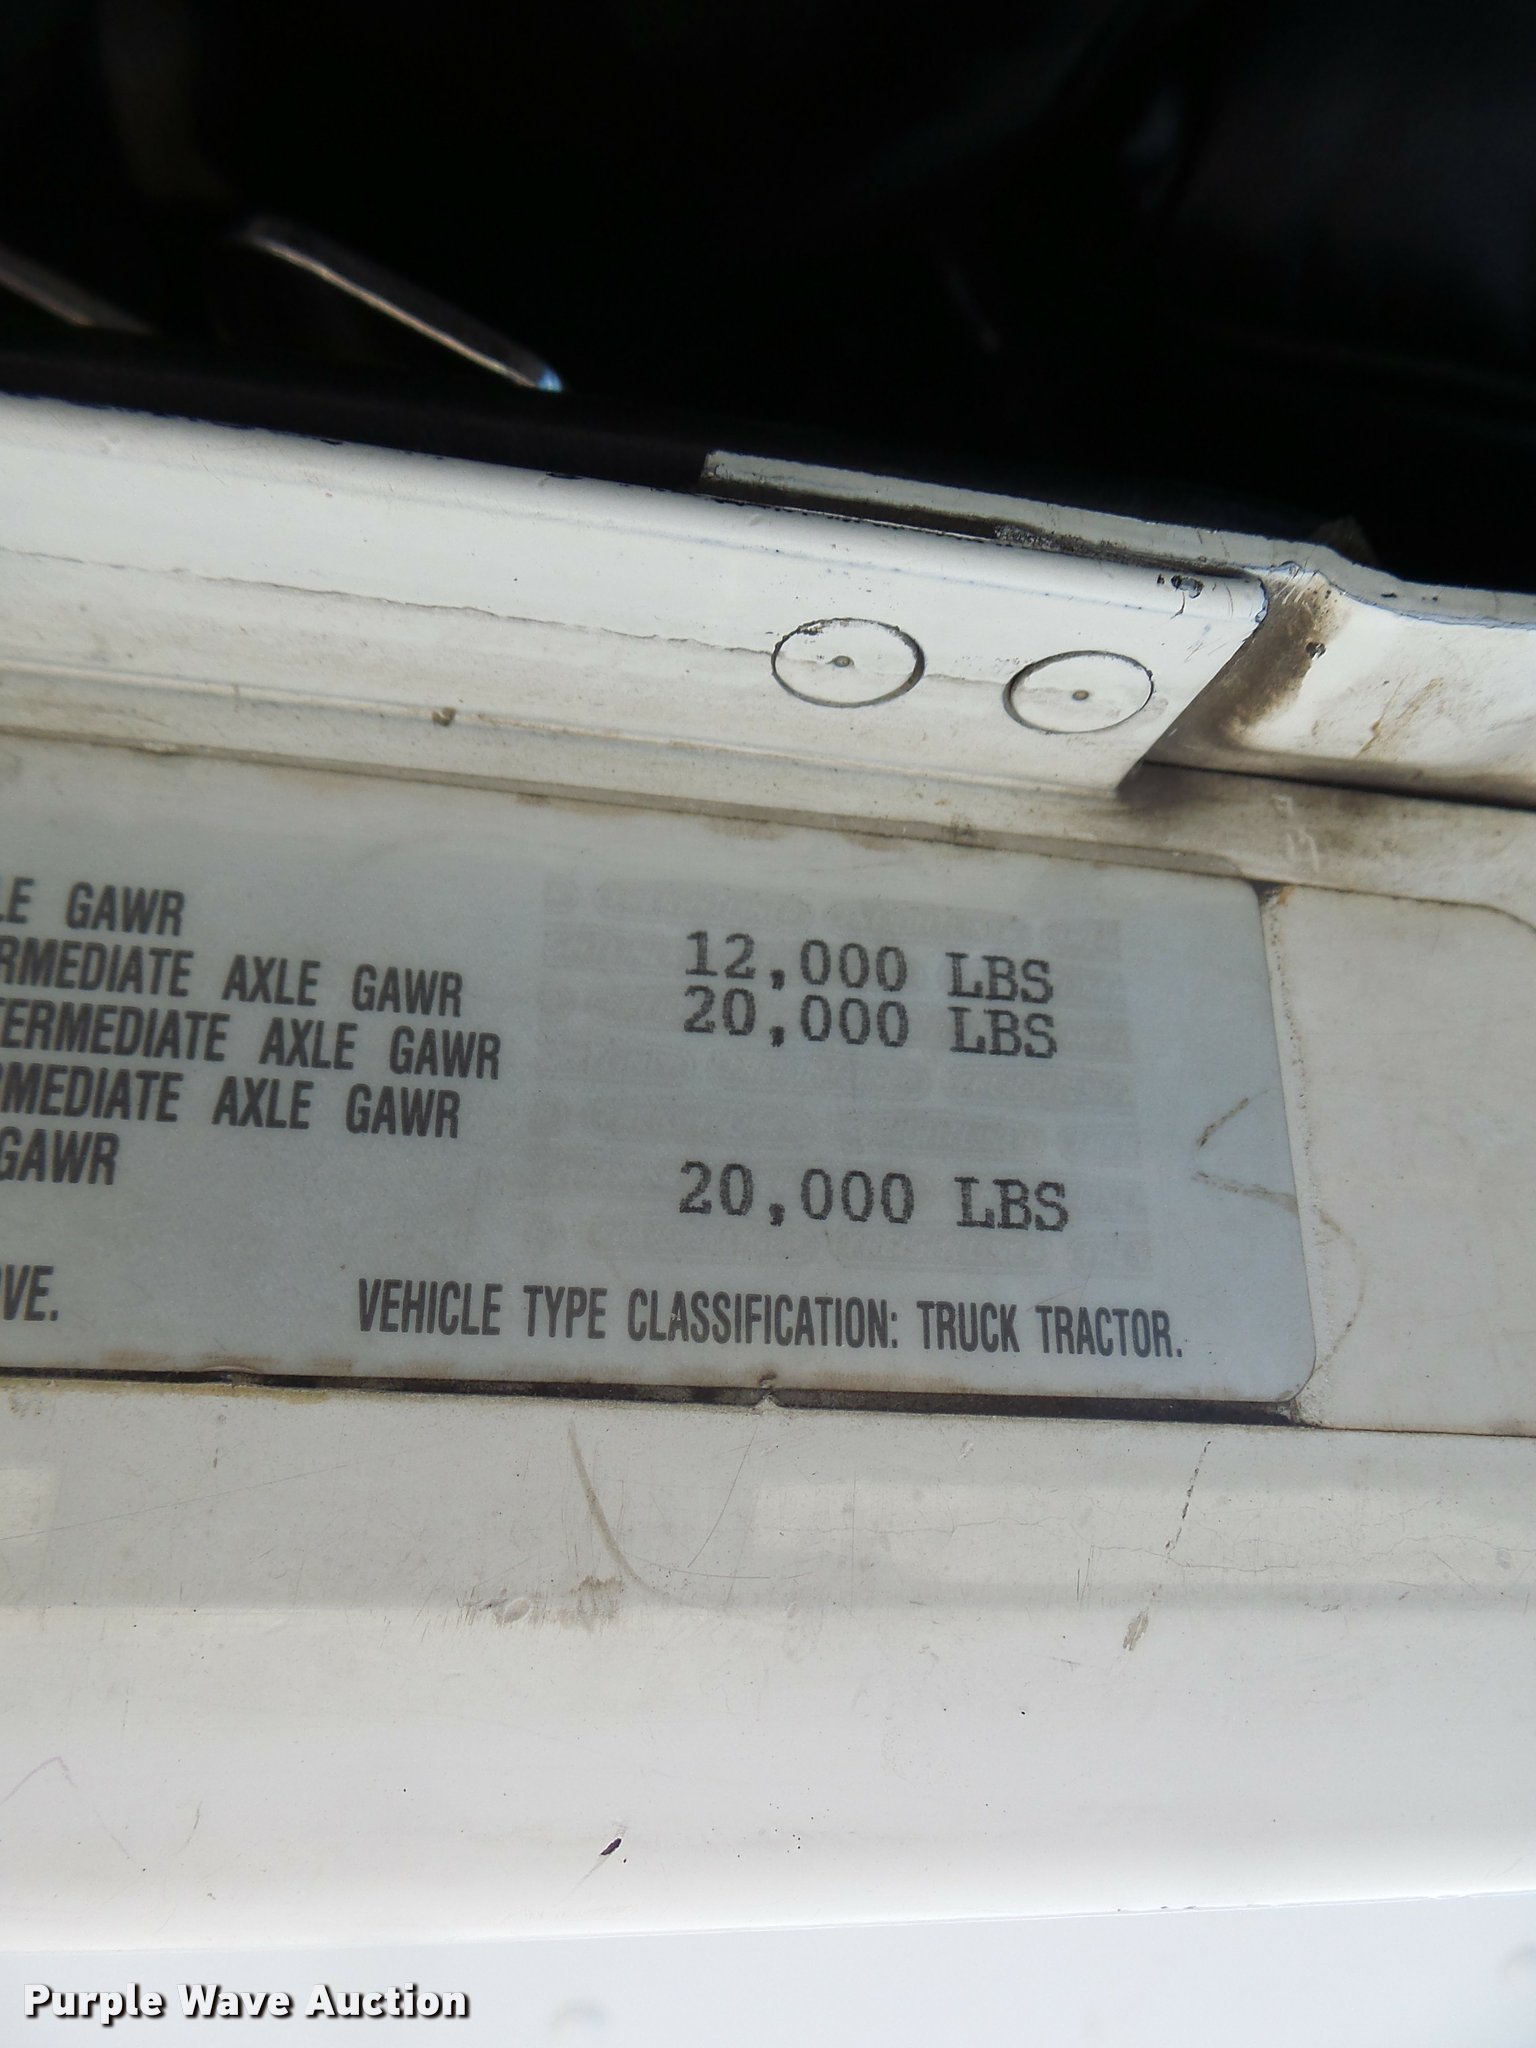 LE GAWR 12,000 LBS
RMEDIATE AXLE GAWR 20,000 LBS
TERMEDIATE AXLE GAWR
RMEDIATE AXLE GAWR
GAWR 20,000 LBS
VE. VEHICLE TYPE CLASSIFICATION: TRUCK TRACTOR.
Purple Wave Auction